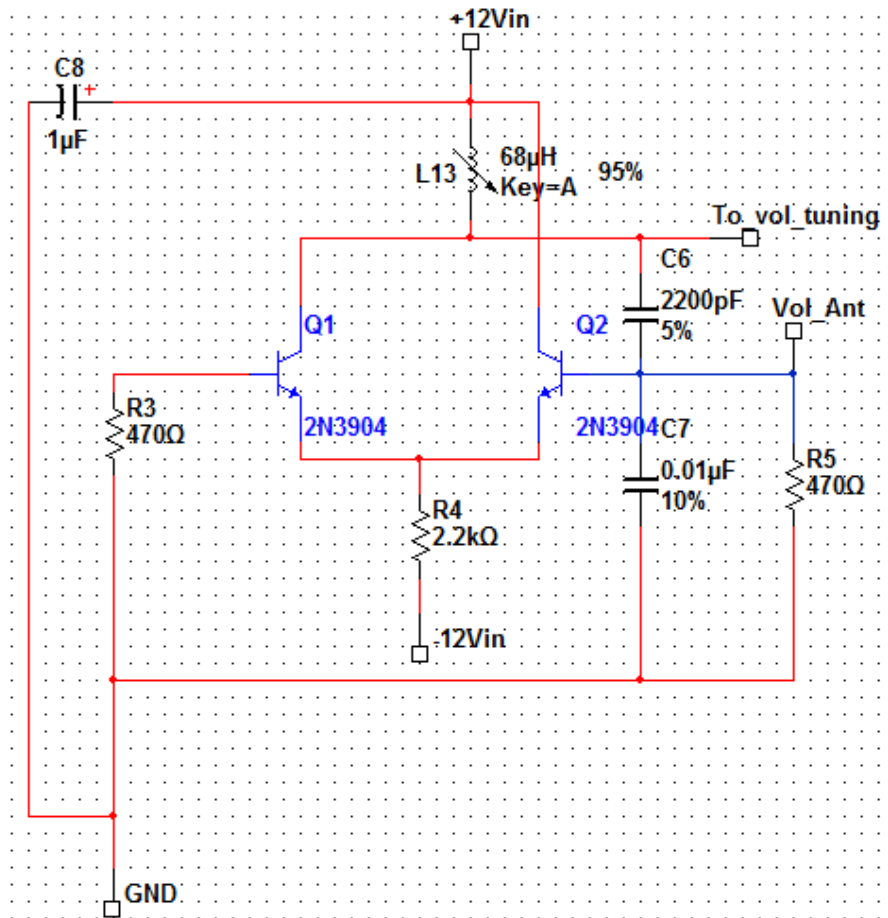 +12Vin
C8
+
1µF
L13
68µH
Key=A
95%
To_vol_tuning
C6
2200pF
5%
Vol_Ant
Q1
Q2
R3
470Ω
2N3904
2N3904
C7
0.01µF
10%
R5
470Ω
R4
2.2kΩ
-12Vin
GND